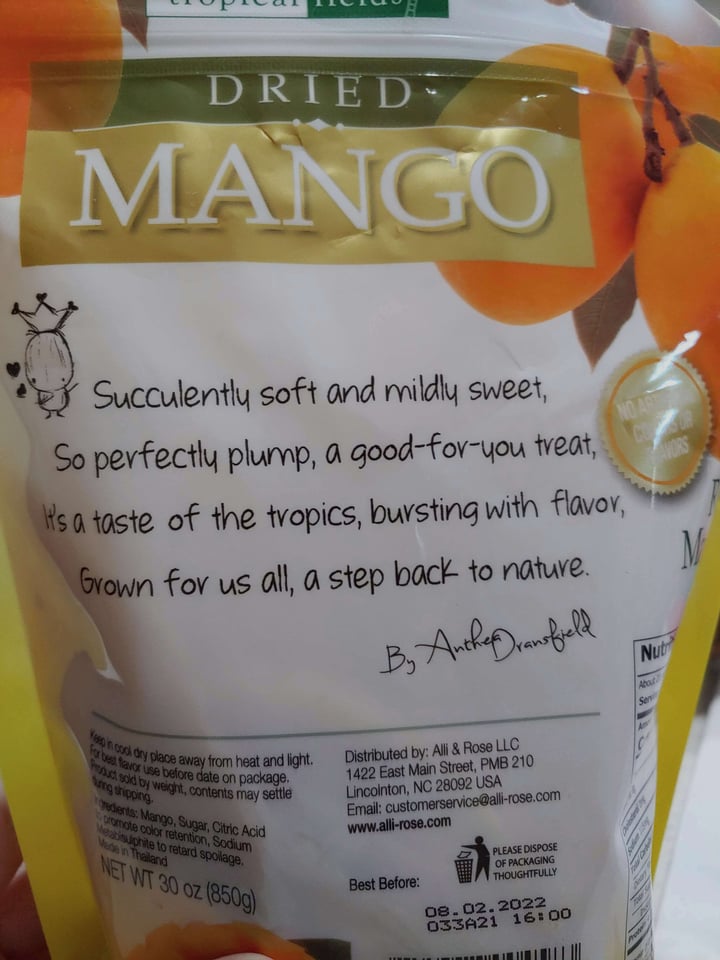 tropical fields
DRIED
MANGO
Succulently soft and mildly sweet,
So perfectly plump, a good-for-you treat,
It's a taste of the tropics, bursting with flavor,
Grown for us all, a step back to nature.
By Anthea Dransfield
NO
Keep in cool dry place away from heat and light.
For best flavor use before date on package.
Product sold by weight, contents may settle
during shipping.
Ingredients: Mango, Sugar, Citric Acid
to promote color retention, Sodium
Metabisulphite to retard spoilage.
Made in Thailand
NET WT 30 oz (850g)
Distributed by: Alli & Rose LLC
1422 East Main Street, PMB 210
Lincolnton, NC 28092 USA
Email: customerservice@alli-rose.com
www.alli-rose.com
PLEASE DISPOSE
OF PACKAGING
THOUGHTFULLY
Best Before:
08.02.2022
033A21 16:00